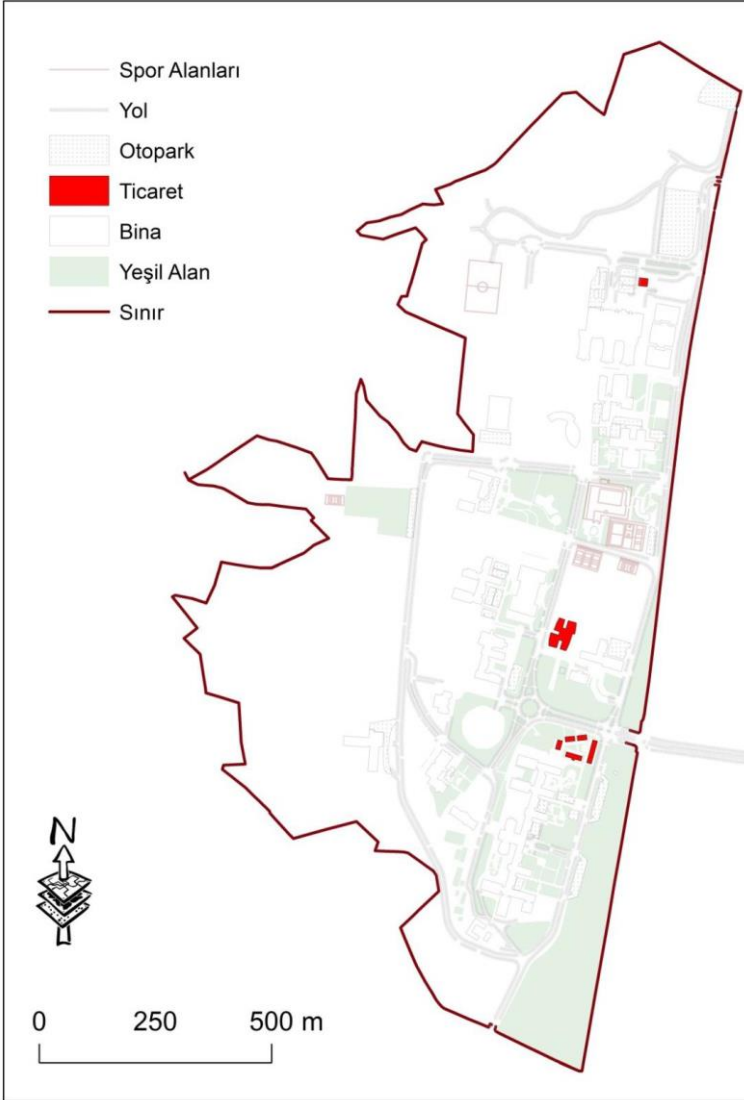 Spor Alanları
Yol
Otopark
Ticaret
Bina
Yeşil Alan
Sınır
N
0 250 500 m